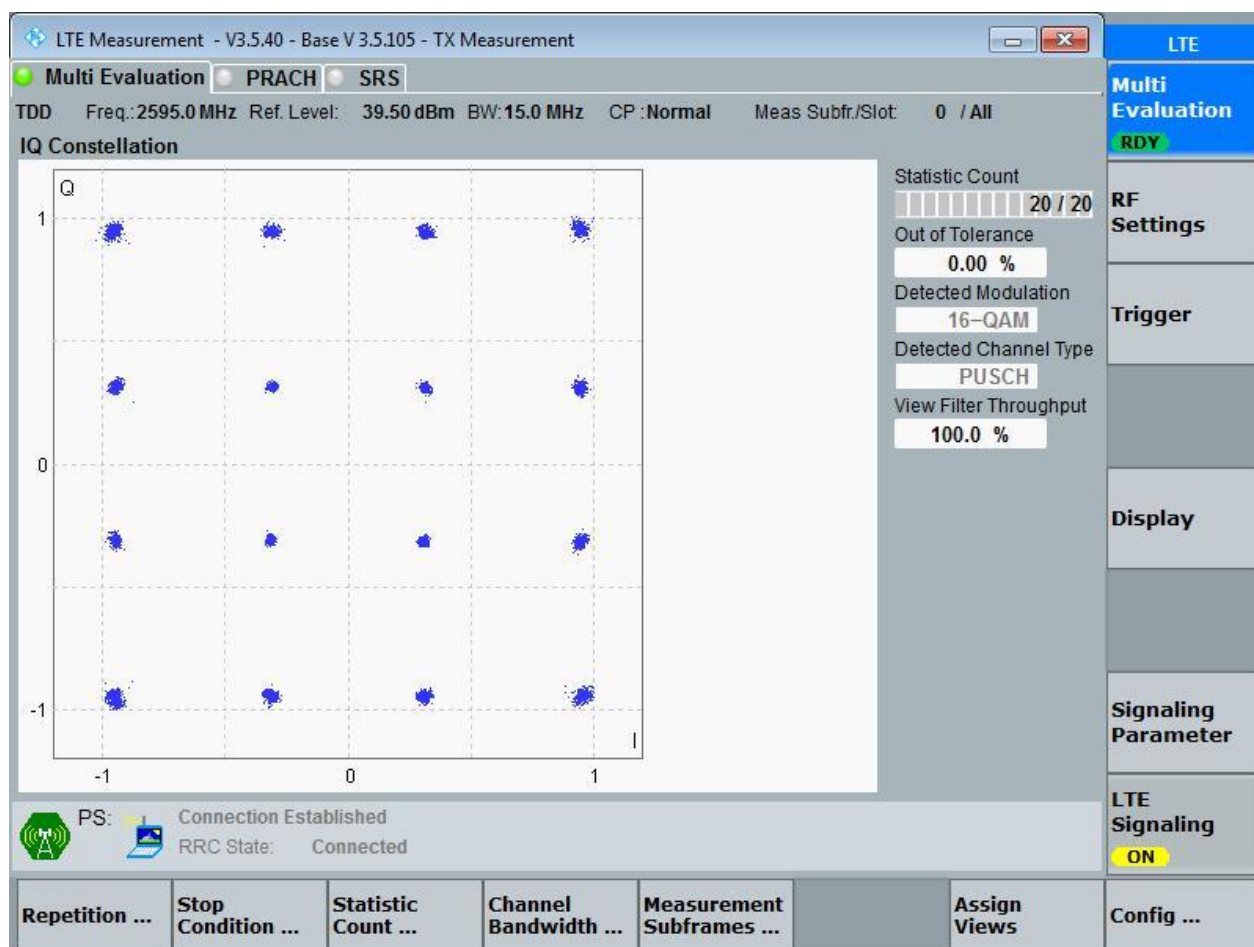 LTE Measurement - V3.5.40 - Base V 3.5.105 - TX Measurement
LTE
Multi Evaluation PRACH SRS
Multi
Evaluation
RDY
TDD Freq.:2595.0 MHz Ref. Level: 39.50 dBm BW:15.0 MHz CP :Normal Meas Subfr./Slot: 0 / All
IQ Constellation
Q
1
0
-1
-1 0 1
I
Statistic Count
20 / 20
Out of Tolerance
0.00 %
Detected Modulation
16-QAM
Detected Channel Type
PUSCH
View Filter Throughput
100.0 %
RF
Settings
Trigger
Display
Signaling
Parameter
LTE
Signaling
ON
PS: Connection Established
RRC State: Connected
Repetition ...
Stop
Condition ...
Statistic
Count ...
Channel
Bandwidth ...
Measurement
Subframes ...
Assign
Views
Config ...